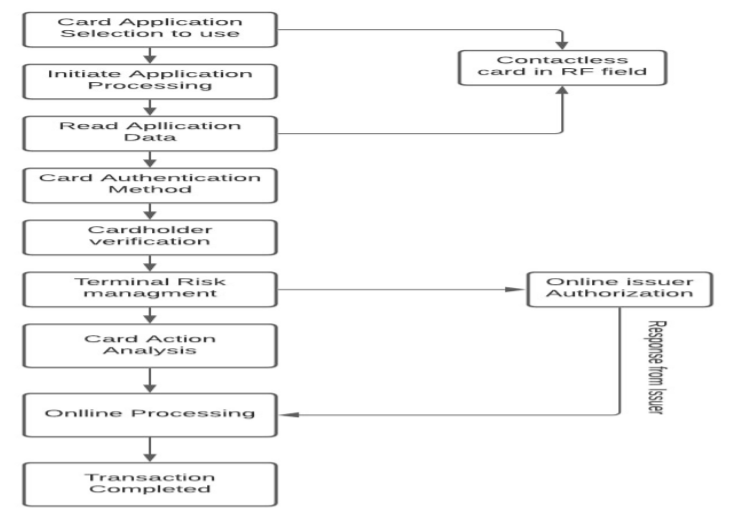 Card Application
Selection to use
Contactless
card in RF field
Initiate Application
Processing
Read Apllication
Data
Card Authentication
Method
Cardholder
verification
Terminal Risk
managment
Online issuer
Authorization
Response from Issuer
Card Action
Analysis
Onlline Processing
Transaction
Completed